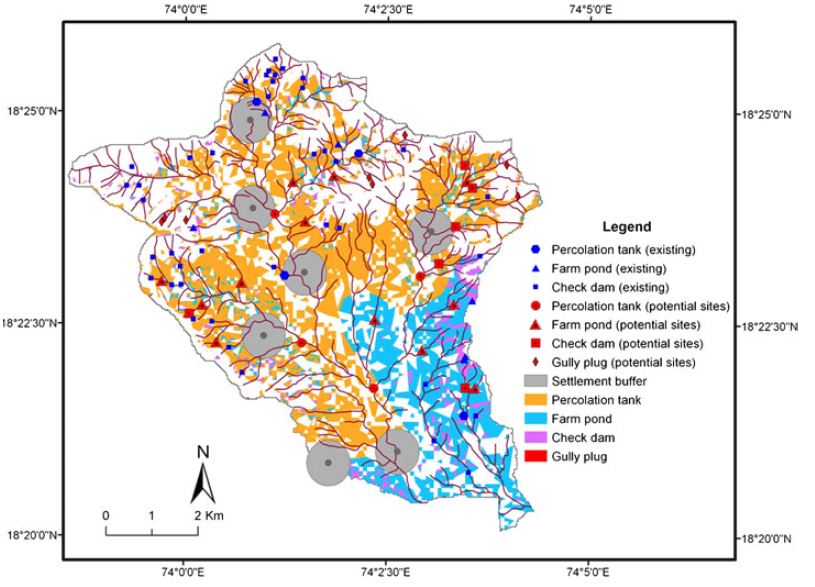 74°0'0"E 74°2'30"E 74°5'0"E
18°25'0"N 18°25'0"N
Legend
Percolation tank (existing)
Farm pond (existing)
Check dam (existing)
Percolation tank (potential sites)
18°22'30"N 18°22'30"N
Farm pond (potential sites)
Check dam (potential sites)
Gully plug (potential sites)
Settlement buffer
Percolation tank
Farm pond
Check dam
Gully plug
N
0 1 2 Km
18°20'0"N 18°20'0"N
74°0'0"E 74°2'30"E 74°5'0"E